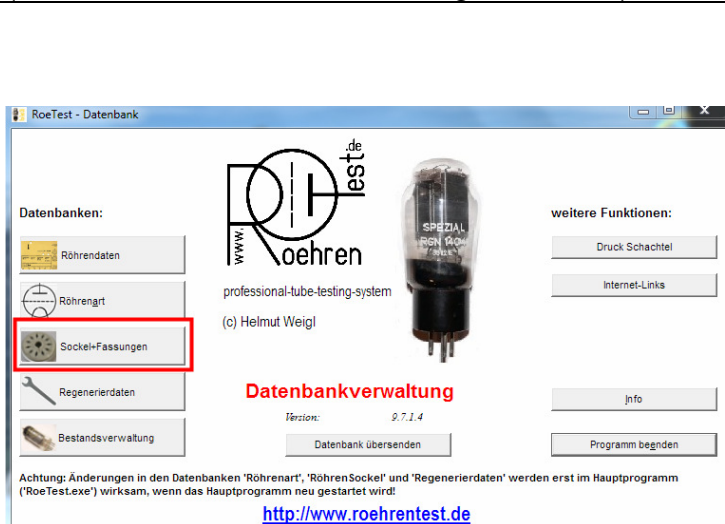 RoeTest - Datenbank
Datenbanken:
Röhrendaten
Röhrenart
Sockel+Fassungen
Regenerierdaten
Bestandsverwaltung
www.
Roehren
Test
.de
SPEZIAL
RGN 1404
professional-tube-testing-system
(c) Helmut Weigl
Datenbankverwaltung
Version: 9.7.1.4
Datenbank übersenden
weitere Funktionen:
Druck Schachtel
Internet-Links
Info
Programm beenden
Achtung: Änderungen in den Datenbanken 'Röhrenart', 'RöhrenSockel' und 'Regenerierdaten' werden erst im Hauptprogramm
('RoeTest.exe') wirksam, wenn das Hauptprogramm neu gestartet wird!
http://www.roehrentest.de